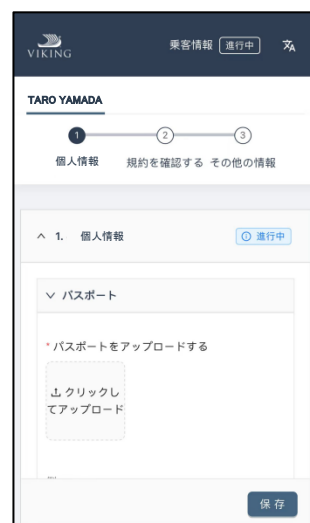 VIKING
乗客情報 進行中
TARO YAMADA
1 2 3
個人情報 規約を確認する その他の情報
1. 個人情報 進行中
パスポート
* パスポートをアップロードする
クリックし
てアップロード
保存